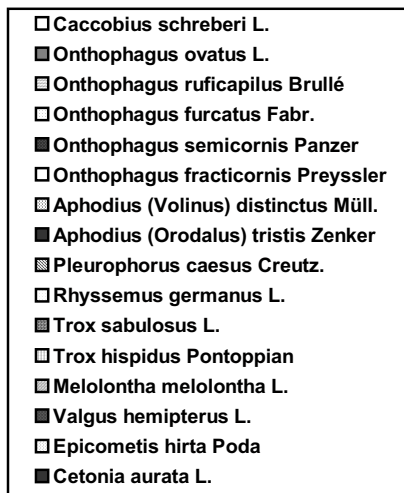 Caccobius schreberi L.
Onthophagus ovatus L.
Onthophagus ruficapilus Brullé
Onthophagus furcatus Fabr.
Onthophagus semicornis Panzer
Onthophagus fracticornis Preyssler
Aphodius (Volinus) distinctus Müll.
Aphodius (Orodalus) tristis Zenker
Pleurophorus caesus Creutz.
Rhyssemus germanus L.
Trox sabulosus L.
Trox hispidus Pontoppian
Melolontha melolontha L.
Valgus hemipterus L.
Epicometis hirta Poda
Cetonia aurata L.